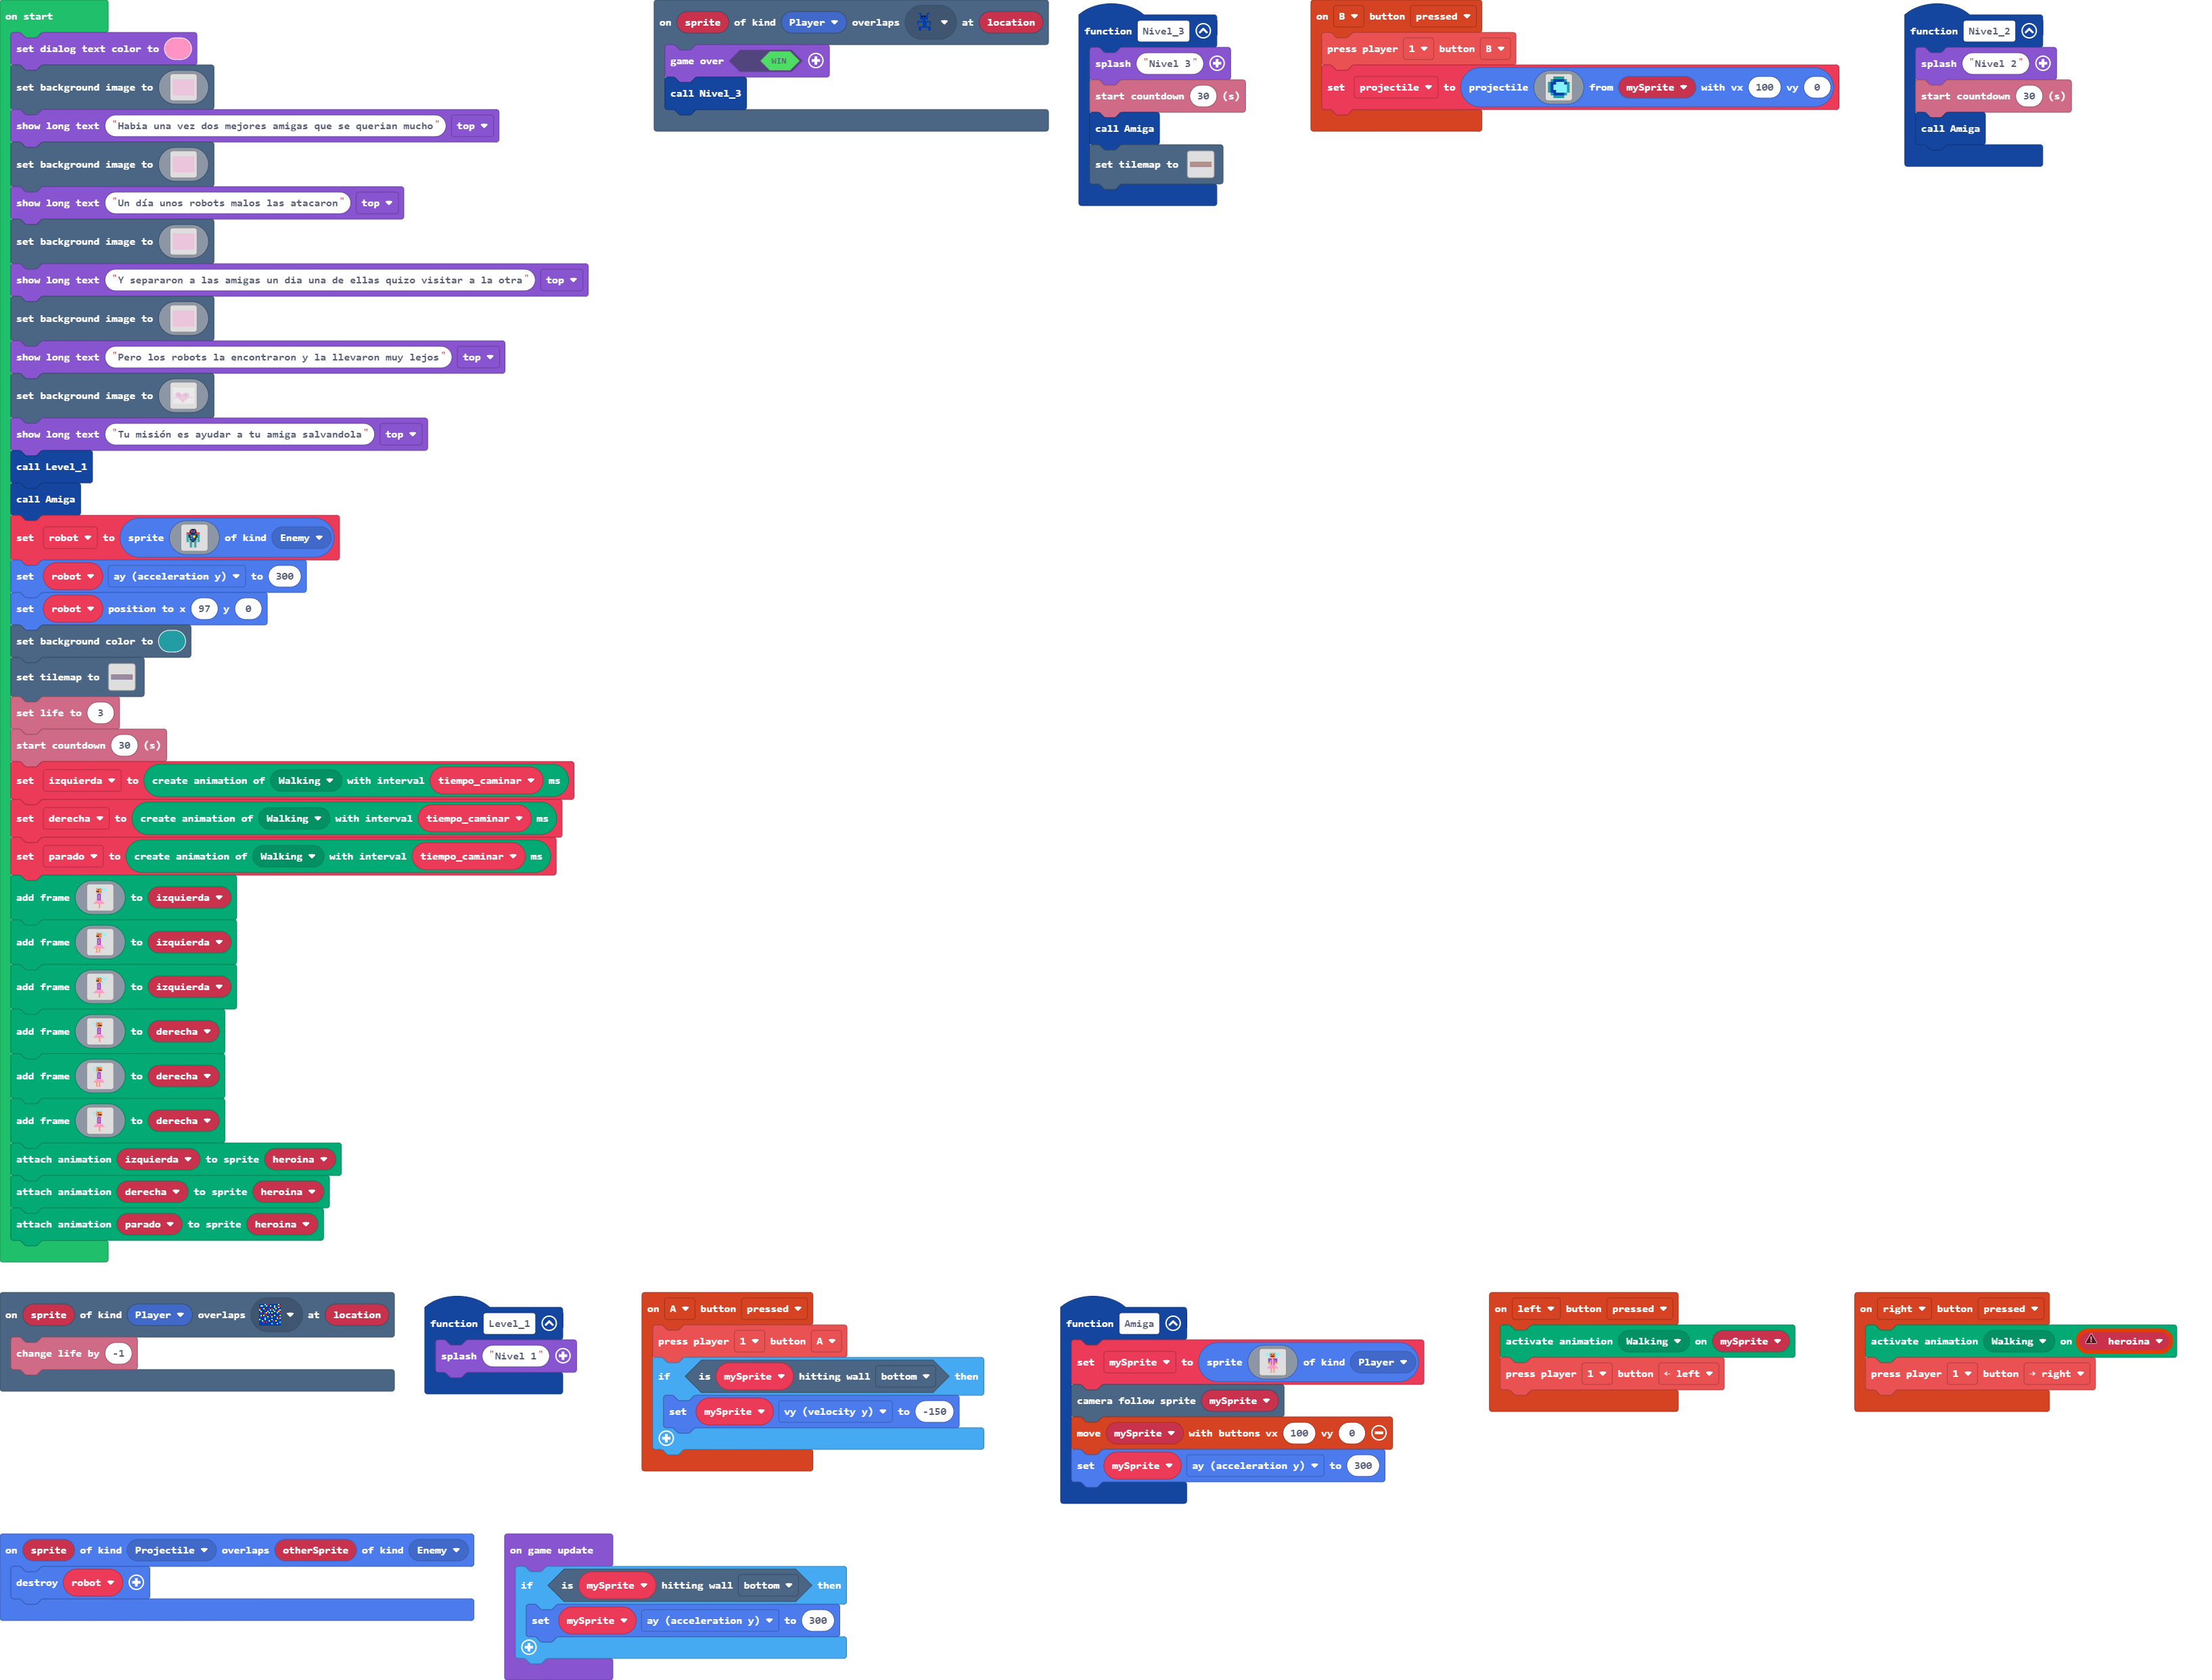 on start
set dialog text color to
set background image to
show long text "Habia una vez dos mejores amigas que se querian mucho" top
set background image to
show long text "Un día unos robots malos las atacaron" top
set background image to
show long text "Y separaron a las amigas un dia una de ellas quizo visitar a la otra" top
set background image to
show long text "Pero los robots la encontraron y la llevaron muy lejos" top
set background image to
show long text "Tu misión es ayudar a tu amiga salvandola" top
call Level_1
call Amiga
set robot to sprite of kind Enemy
set robot ay (acceleration y) to 300
set robot position to x 97 y 0
set background color to
set tilemap to
set life to 3
start countdown 30 (s)
set izquierda to create animation of Walking with interval tiempo_caminar ms
set derecha to create animation of Walking with interval tiempo_caminar ms
set parado to create animation of Walking with interval tiempo_caminar ms
add frame to izquierda
add frame to izquierda
add frame to izquierda
add frame to derecha
add frame to derecha
add frame to derecha
attach animation izquierda to sprite heroina
attach animation derecha to sprite heroina
attach animation parado to sprite heroina
on sprite of kind Player overlaps at location
game over WIN
call Nivel_3
function Nivel_3
splash "Nivel 3"
start countdown 30 (s)
call Amiga
set tilemap to
on B button pressed
press player 1 button B
set projectile to projectile from mySprite with vx 100 vy 0
function Nivel_2
splash "Nivel 2"
start countdown 30 (s)
call Amiga
on sprite of kind Player overlaps at location
change life by -1
function Level_1
splash "Nivel 1"
on A button pressed
press player 1 button A
if is mySprite hitting wall bottom then
set mySprite vy (velocity y) to -150
function Amiga
set mySprite to sprite of kind Player
camera follow sprite mySprite
move mySprite with buttons vx 100 vy 0
set mySprite ay (acceleration y) to 300
on left button pressed
activate animation Walking on mySprite
press player 1 button ← left
on right button pressed
activate animation Walking on heroina
press player 1 button → right
on sprite of kind Projectile overlaps otherSprite of kind Enemy
destroy robot
on game update
if is mySprite hitting wall bottom then
set mySprite ay (acceleration y) to 300